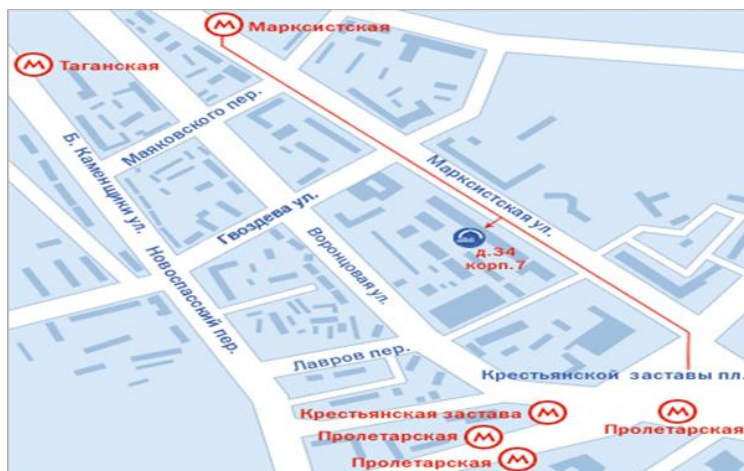 М Марксистская
М Таганская
Маяковского пер.
Б. Каменщики ул.
Марксистская ул.
Гвоздева ул.
Воронцовая ул.
д.34
корп.7
Новоспасский пер.
Лавров пер.
Крестьянской заставы пл.
Крестьянская застава М
М
Пролетарская
Пролетарская М
Пролетарская М